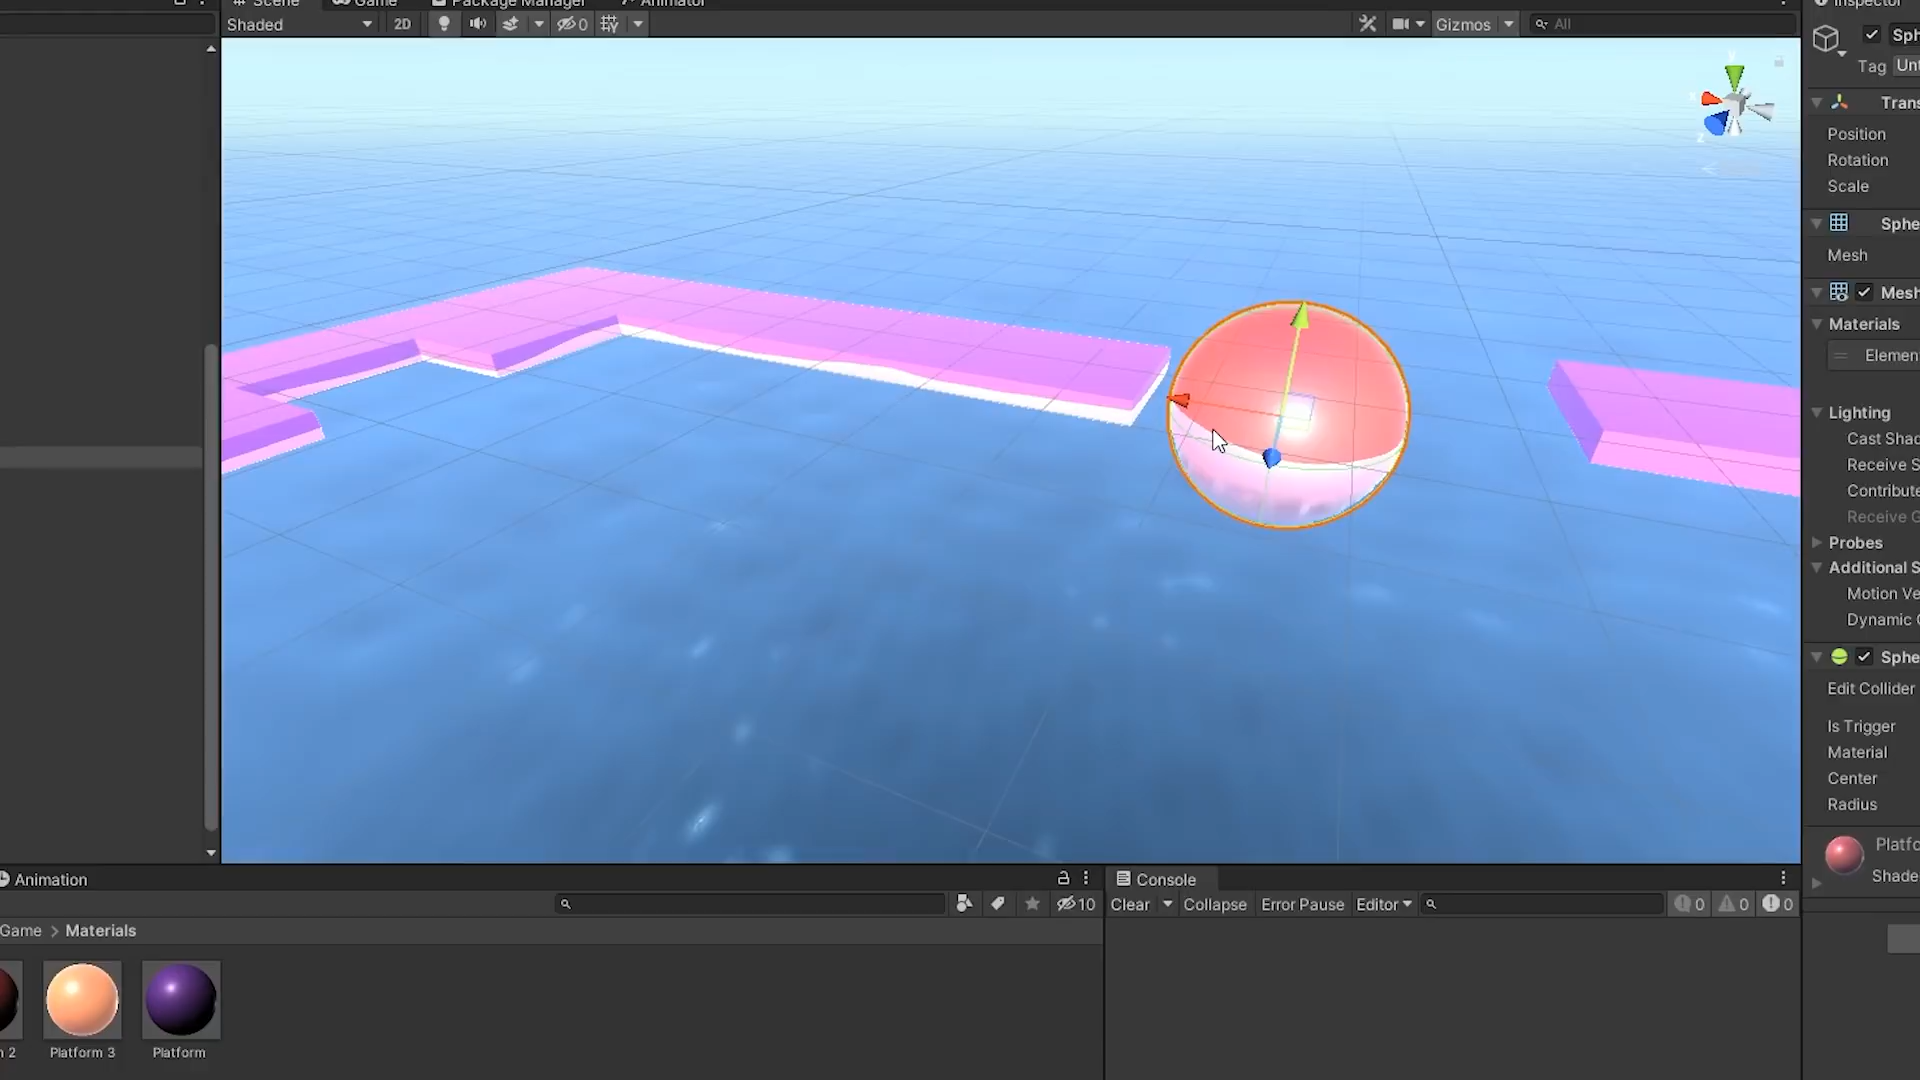 Scene Game Package Manager Animator
Inspector
Shaded 2D 0 Gizmos All
Sph
Tag Unt
Trans
Position
Rotation
Scale
Sphe
Mesh
Mesh
Materials
Elemen
Lighting
Cast Shad
Receive S
Contribute
Receive G
Probes
Additional S
Motion Ve
Dynamic O
Sphe
Edit Collider
Is Trigger
Material
Center
Radius
Platfo
Shade
Animation
10
Game > Materials
n 2
Platform 3
Platform
Console
Clear Collapse Error Pause Editor 0 0 0